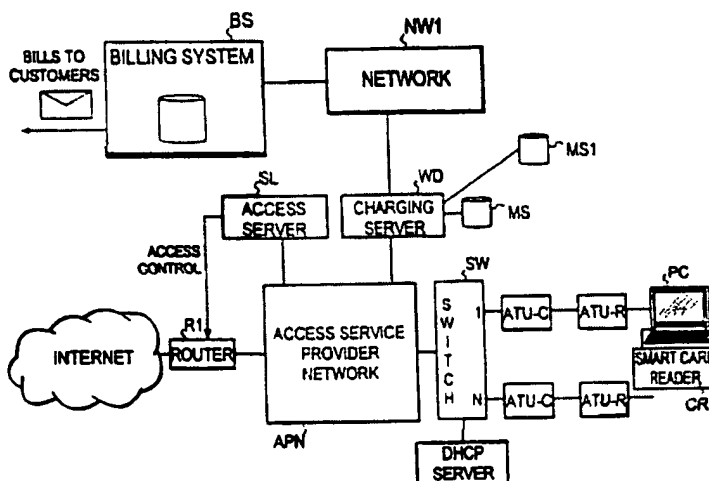 BS
BILLS TO
CUSTOMERS
BILLING SYSTEM
NW1
NETWORK
MS1
SL
WD
ACCESS
SERVER
CHARGING
SERVER
MS
ACCESS
CONTROL
SW
PC
R1
INTERNET
ROUTER
ACCESS SERVICE
PROVIDER
NETWORK
SWITCH
1
ATU-C
ATU-R
SMART CARD
READER
N
ATU-C
ATU-R
CR
APN
DHCP
SERVER